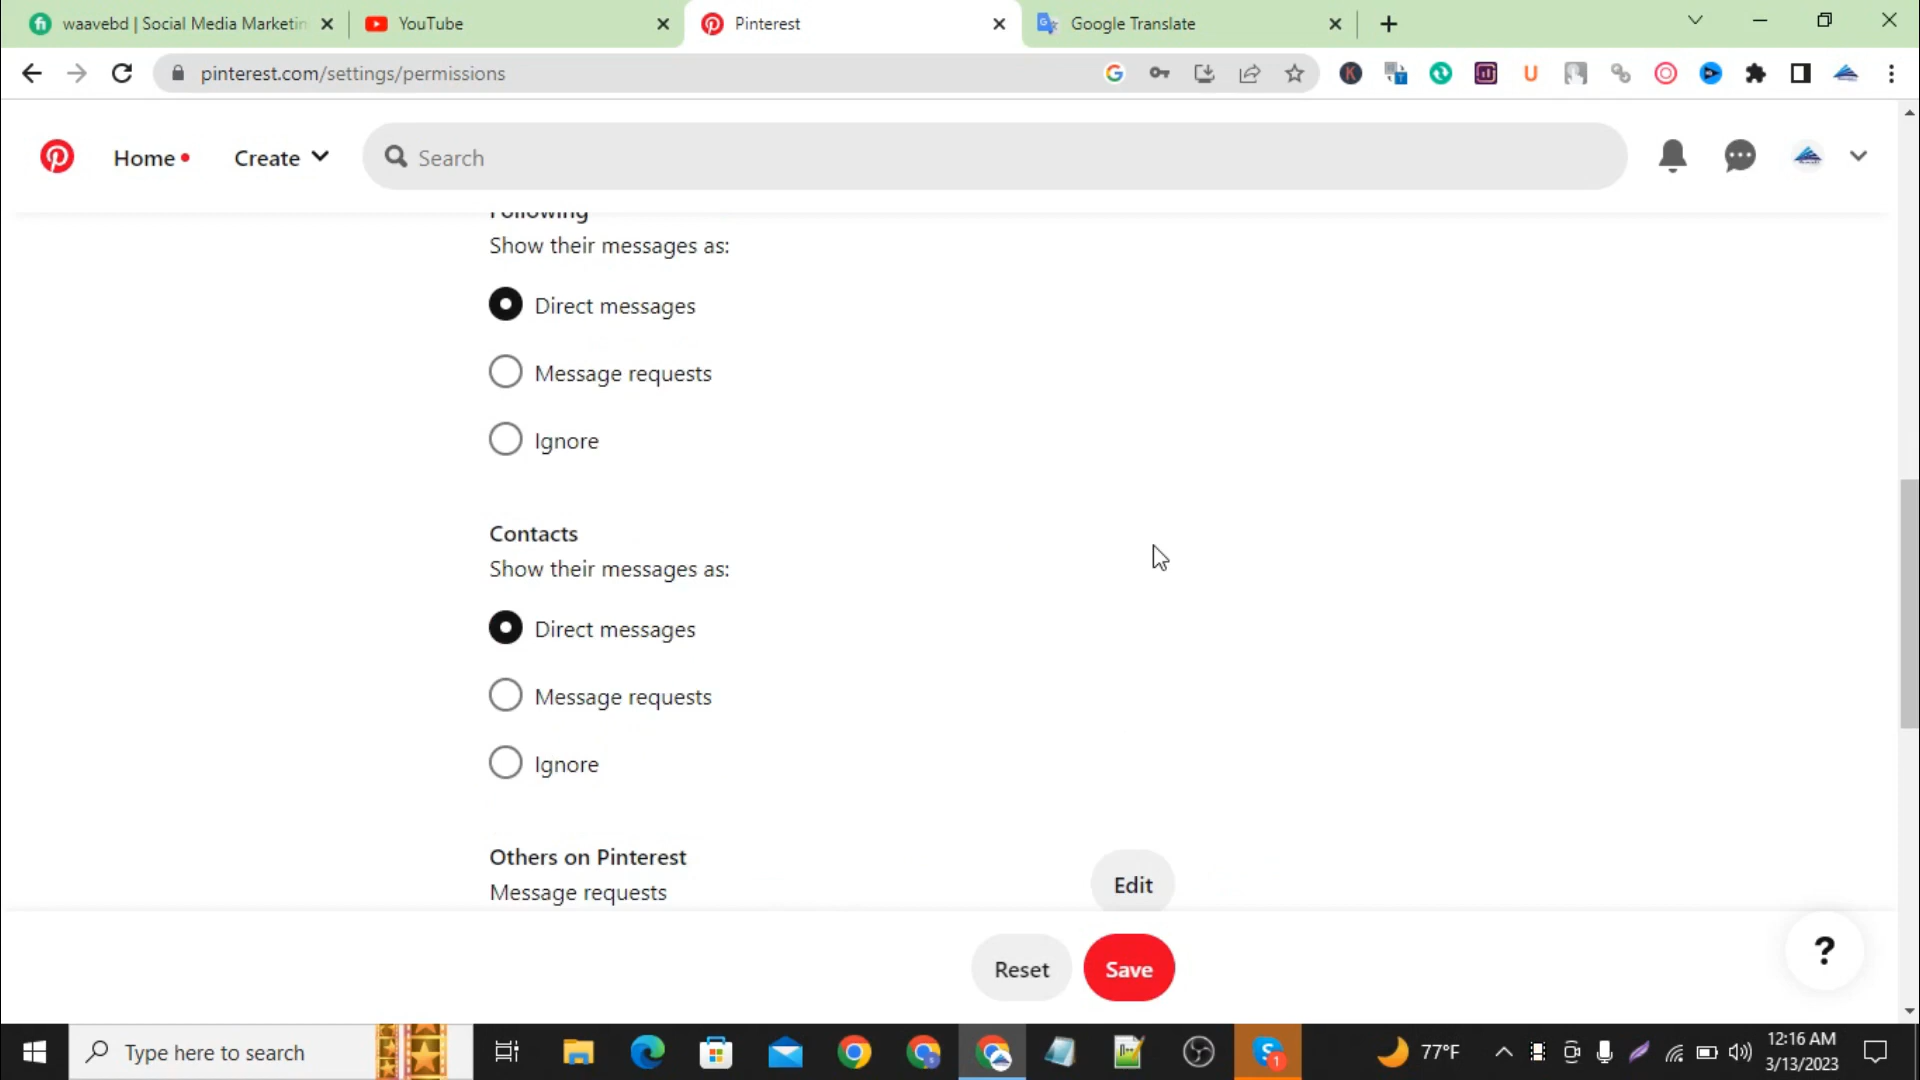 waavebd | Social Media Marketin
YouTube
Pinterest
Google Translate
pinterest.com/settings/permissions
Home
Create
Search
Following
Show their messages as:
Direct messages
Message requests
Ignore
Contacts
Show their messages as:
Direct messages
Message requests
Ignore
Others on Pinterest
Message requests
Edit
Reset
Save
?
Type here to search
77°F
12:16 AM
3/13/2023